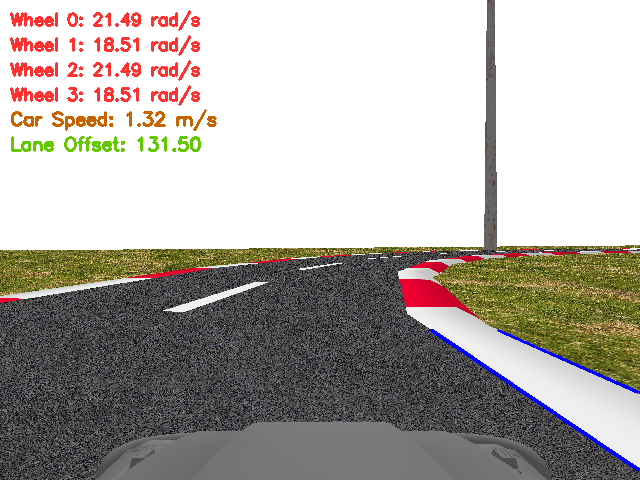 Wheel 0: 21.49 rad/s
Wheel 1: 18.51 rad/s
Wheel 2: 21.49 rad/s
Wheel 3: 18.51 rad/s
Car Speed: 1.32 m/s
Lane Offset: 131.50